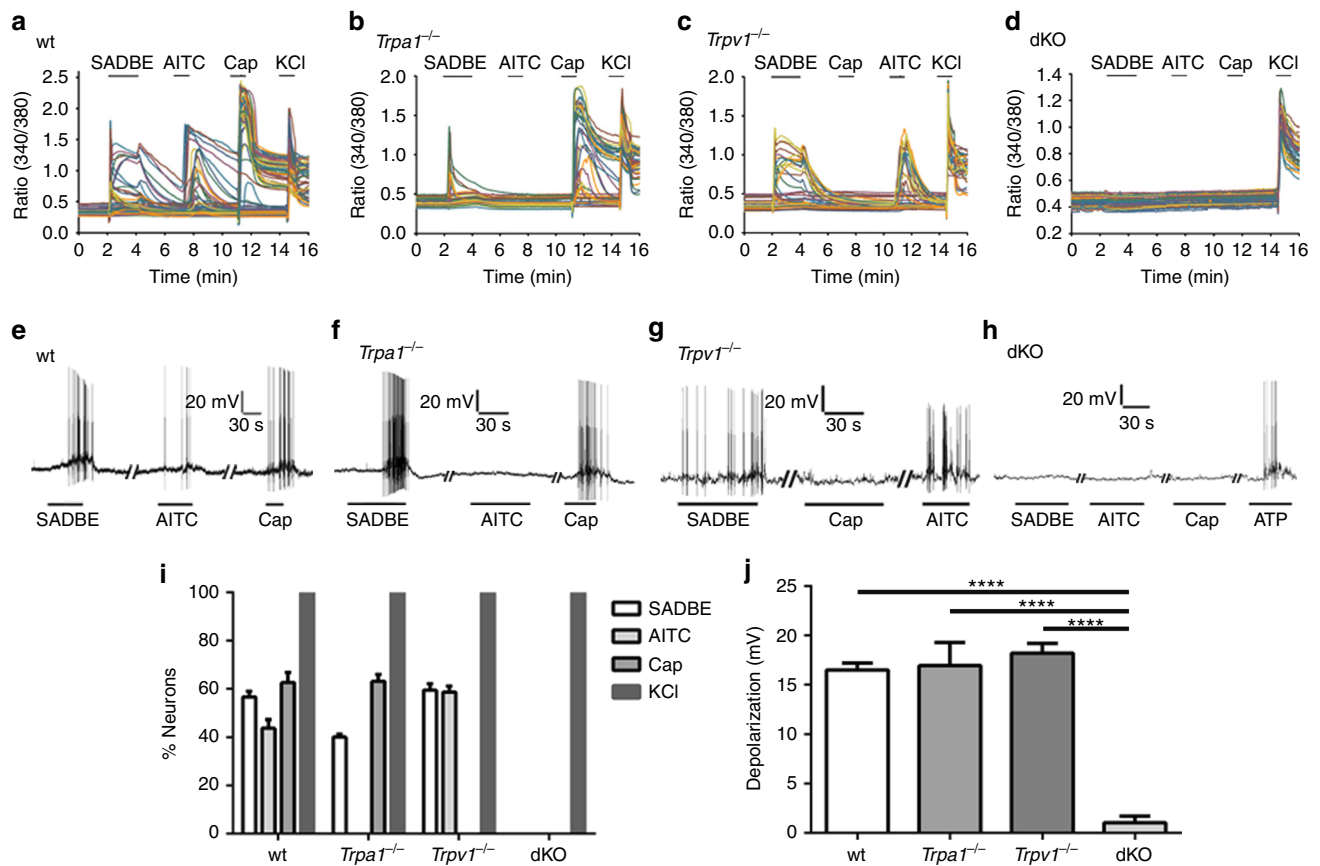 a
wt
SADBE AITC Cap KCl
Ratio (340/380)
2.5
2.0
1.5
1.0
0.5
0.0
0 2 4 6 8 10 12 14 16
Time (min)
b
Trpa1–/–
SADBE AITC Cap KCl
Ratio (340/380)
2.0
1.5
1.0
0.5
0.0
0 2 4 6 8 10 12 14 16
Time (min)
c
Trpv1–/–
SADBE Cap AITC KCl
Ratio (340/380)
2.0
1.5
1.0
0.5
0.0
0 2 4 6 8 10 12 14 16
Time (min)
d
dKO
SADBE AITC Cap KCl
Ratio (340/380)
1.4
1.2
1.0
0.8
0.6
0.4
0.2
0 2 4 6 8 10 12 14 16
Time (min)
e
wt
20 mV
30 s
SADBE AITC Cap
f
Trpa1–/–
20 mV
30 s
SADBE AITC Cap
g
Trpv1–/–
20 mV
30 s
SADBE Cap AITC
h
dKO
20 mV
30 s
SADBE AITC Cap ATP
i
% Neurons
100
80
60
40
20
0
wt Trpa1–/– Trpv1–/– dKO
SADBE
AITC
Cap
KCl
j
Depolarization (mV)
25
20
15
10
5
0
****
****
****
wt Trpa1–/– Trpv1–/– dKO